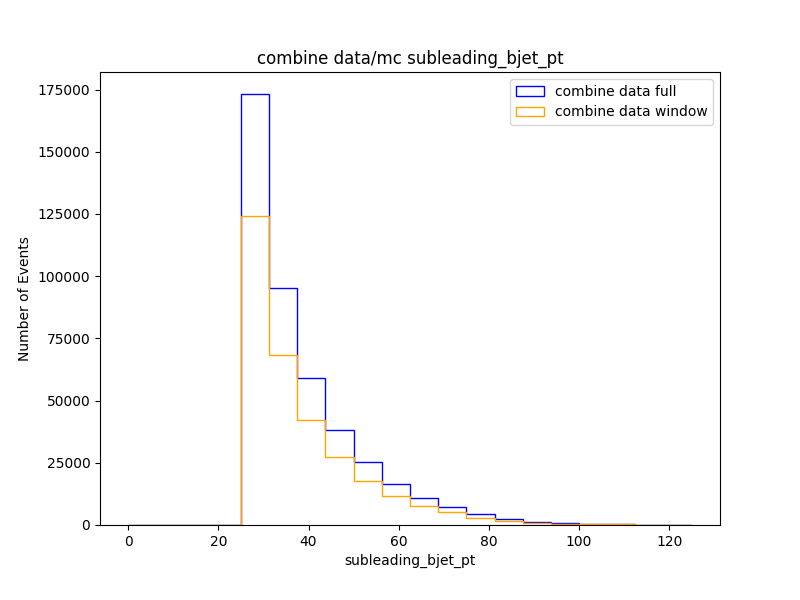 combine data/mc subleading_bjet_pt
combine data full
combine data window
Number of Events
175000
150000
125000
100000
75000
50000
25000
0
0 20 40 60 80 100 120
subleading_bjet_pt